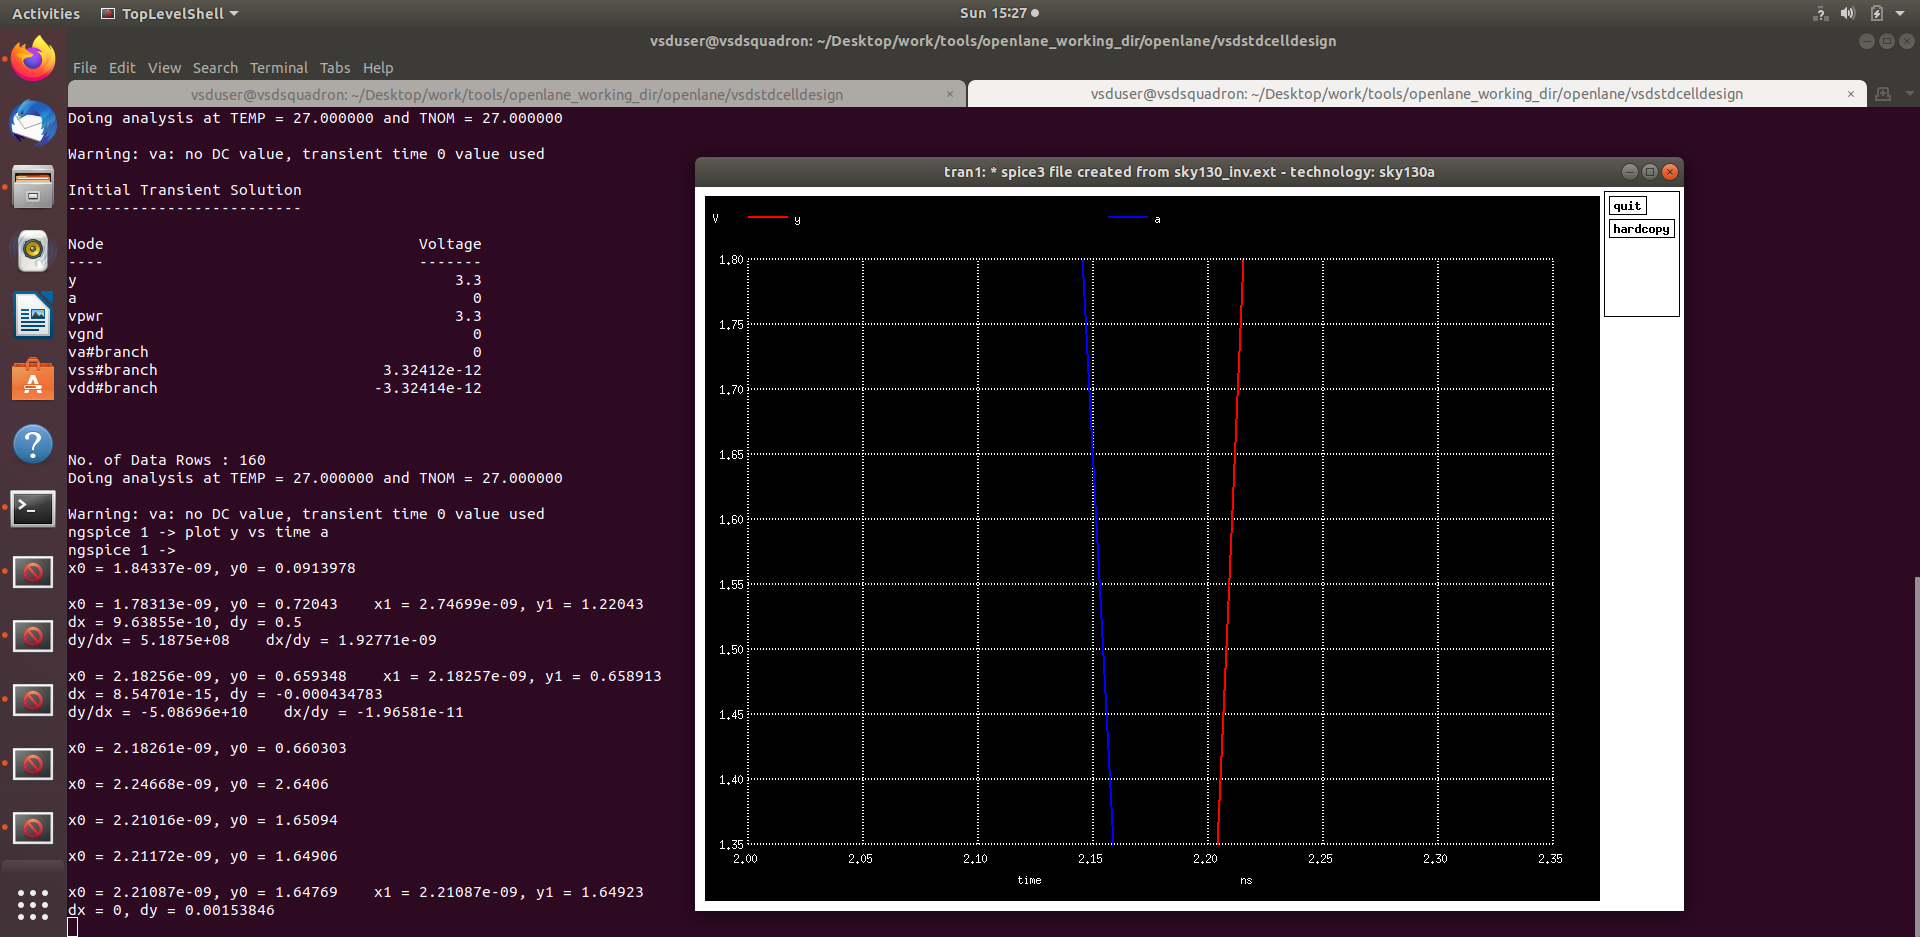 Activities TopLevelShell Sun 15:27
vsduser@vsdsquadron: ~/Desktop/work/tools/openlane_working_dir/openlane/vsdstdcelldesign
File Edit View Search Terminal Tabs Help
vsduser@vsdsquadron: ~/Desktop/work/tools/openlane_working_dir/openlane/vsdstdcelldesign × vsduser@vsdsquadron: ~/Desktop/work/tools/openlane_working_dir/openlane/vsdstdcelldesign ×
Doing analysis at TEMP = 27.000000 and TNOM = 27.000000
Warning: va: no DC value, transient time 0 value used
Initial Transient Solution
--------------------------
Node Voltage
---- -------
y 3.3
a 0
vpwr 3.3
vgnd 0
va#branch 0
vss#branch 3.32412e-12
vdd#branch -3.32414e-12
No. of Data Rows : 160
Doing analysis at TEMP = 27.000000 and TNOM = 27.000000
Warning: va: no DC value, transient time 0 value used
ngspice 1 -> plot y vs time a
ngspice 1 ->
x0 = 1.84337e-09, y0 = 0.0913978
x0 = 1.78313e-09, y0 = 0.72043    x1 = 2.74699e-09, y1 = 1.22043
dx = 9.63855e-10, dy = 0.5
dy/dx = 5.1875e+08    dx/dy = 1.92771e-09
x0 = 2.18256e-09, y0 = 0.659348    x1 = 2.18257e-09, y1 = 0.658913
dx = 8.54701e-15, dy = -0.000434783
dy/dx = -5.08696e+10    dx/dy = -1.96581e-11
x0 = 2.18261e-09, y0 = 0.660303
x0 = 2.24668e-09, y0 = 2.6406
x0 = 2.21016e-09, y0 = 1.65094
x0 = 2.21172e-09, y0 = 1.64906
x0 = 2.21087e-09, y0 = 1.64769    x1 = 2.21087e-09, y1 = 1.64923
dx = 0, dy = 0.00153846
tran1: * spice3 file created from sky130_inv.ext - technology: sky130a
quit
hardcopy
V y a
1.80
1.75
1.70
1.65
1.60
1.55
1.50
1.45
1.40
1.35
2.00 2.05 2.10 2.15 2.20 2.25 2.30 2.35
time ns